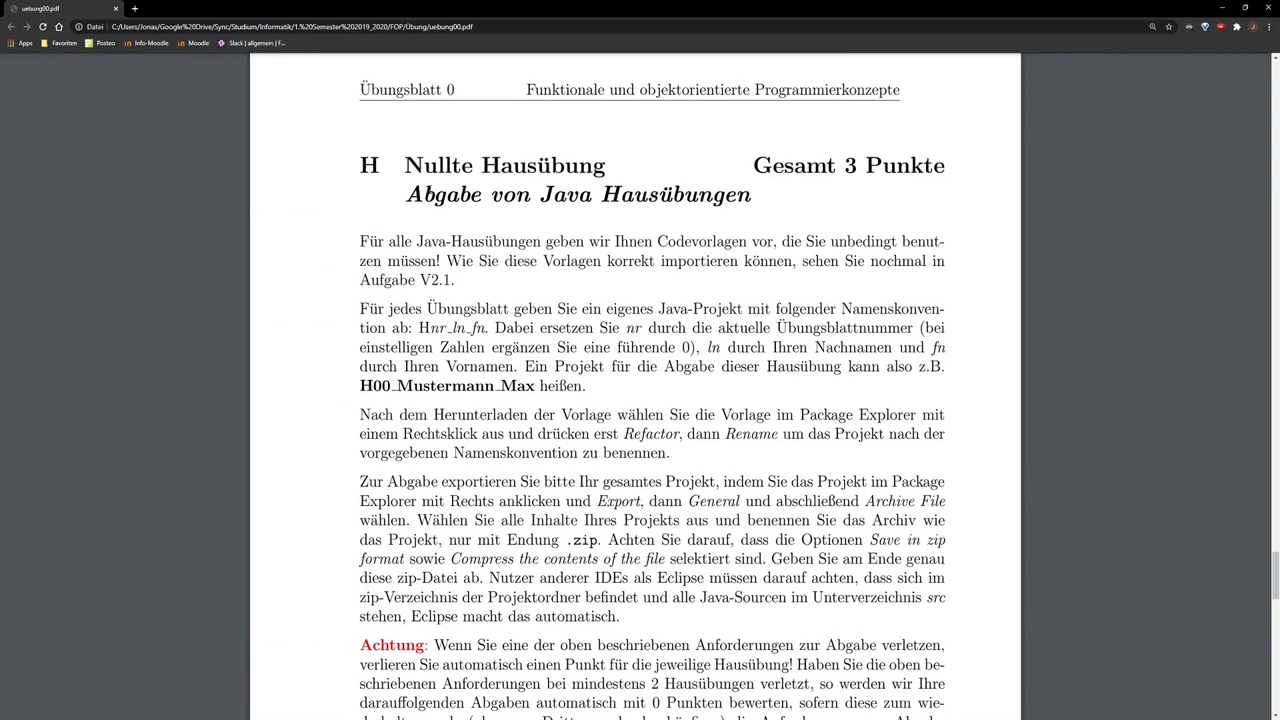 uebung00.pdf
Datei C:/Users/Jonas/Google%20Drive/Sync/Studium/Informatik/1.%20Semester%202019_2020/FOP/Übung/uebung00.pdf
Apps Favoriten Posteo Info-Moodle Moodle Slack | allgemein | F...
Übungsblatt 0 Funktionale und objektorientierte Programmierkonzepte
H Nullte Hausübung Gesamt 3 Punkte
Abgabe von Java Hausübungen
Für alle Java-Hausübungen geben wir Ihnen Codevorlagen vor, die Sie unbedingt benut-
zen müssen! Wie Sie diese Vorlagen korrekt importieren können, sehen Sie nochmal in
Aufgabe V2.1.
Für jedes Übungsblatt geben Sie ein eigenes Java-Projekt mit folgender Namenskonven-
tion ab: Hnr_ln_fn. Dabei ersetzen Sie nr durch die aktuelle Übungsblattnummer (bei
einstelligen Zahlen ergänzen Sie eine führende 0), ln durch Ihren Nachnamen und fn
durch Ihren Vornamen. Ein Projekt für die Abgabe dieser Hausübung kann also z.B.
H00_Mustermann_Max heißen.
Nach dem Herunterladen der Vorlage wählen Sie die Vorlage im Package Explorer mit
einem Rechtsklick aus und drücken erst Refactor, dann Rename um das Projekt nach der
vorgegebenen Namenskonvention zu benennen.
Zur Abgabe exportieren Sie bitte Ihr gesamtes Projekt, indem Sie das Projekt im Package
Explorer mit Rechts anklicken und Export, dann General und abschließend Archive File
wählen. Wählen Sie alle Inhalte Ihres Projekts aus und benennen Sie das Archiv wie
das Projekt, nur mit Endung .zip. Achten Sie darauf, dass die Optionen Save in zip
format sowie Compress the contents of the file selektiert sind. Geben Sie am Ende genau
diese zip-Datei ab. Nutzer anderer IDEs als Eclipse müssen darauf achten, dass sich im
zip-Verzeichnis der Projektordner befindet und alle Java-Sourcen im Unterverzeichnis src
stehen, Eclipse macht das automatisch.
Achtung: Wenn Sie eine der oben beschriebenen Anforderungen zur Abgabe verletzen,
verlieren Sie automatisch einen Punkt für die jeweilige Hausübung! Haben Sie die oben be-
schriebenen Anforderungen bei mindestens 2 Hausübungen verletzt, so werden wir Ihre
darauffolgenden Abgaben automatisch mit 0 Punkten bewerten, sofern diese zum wie-